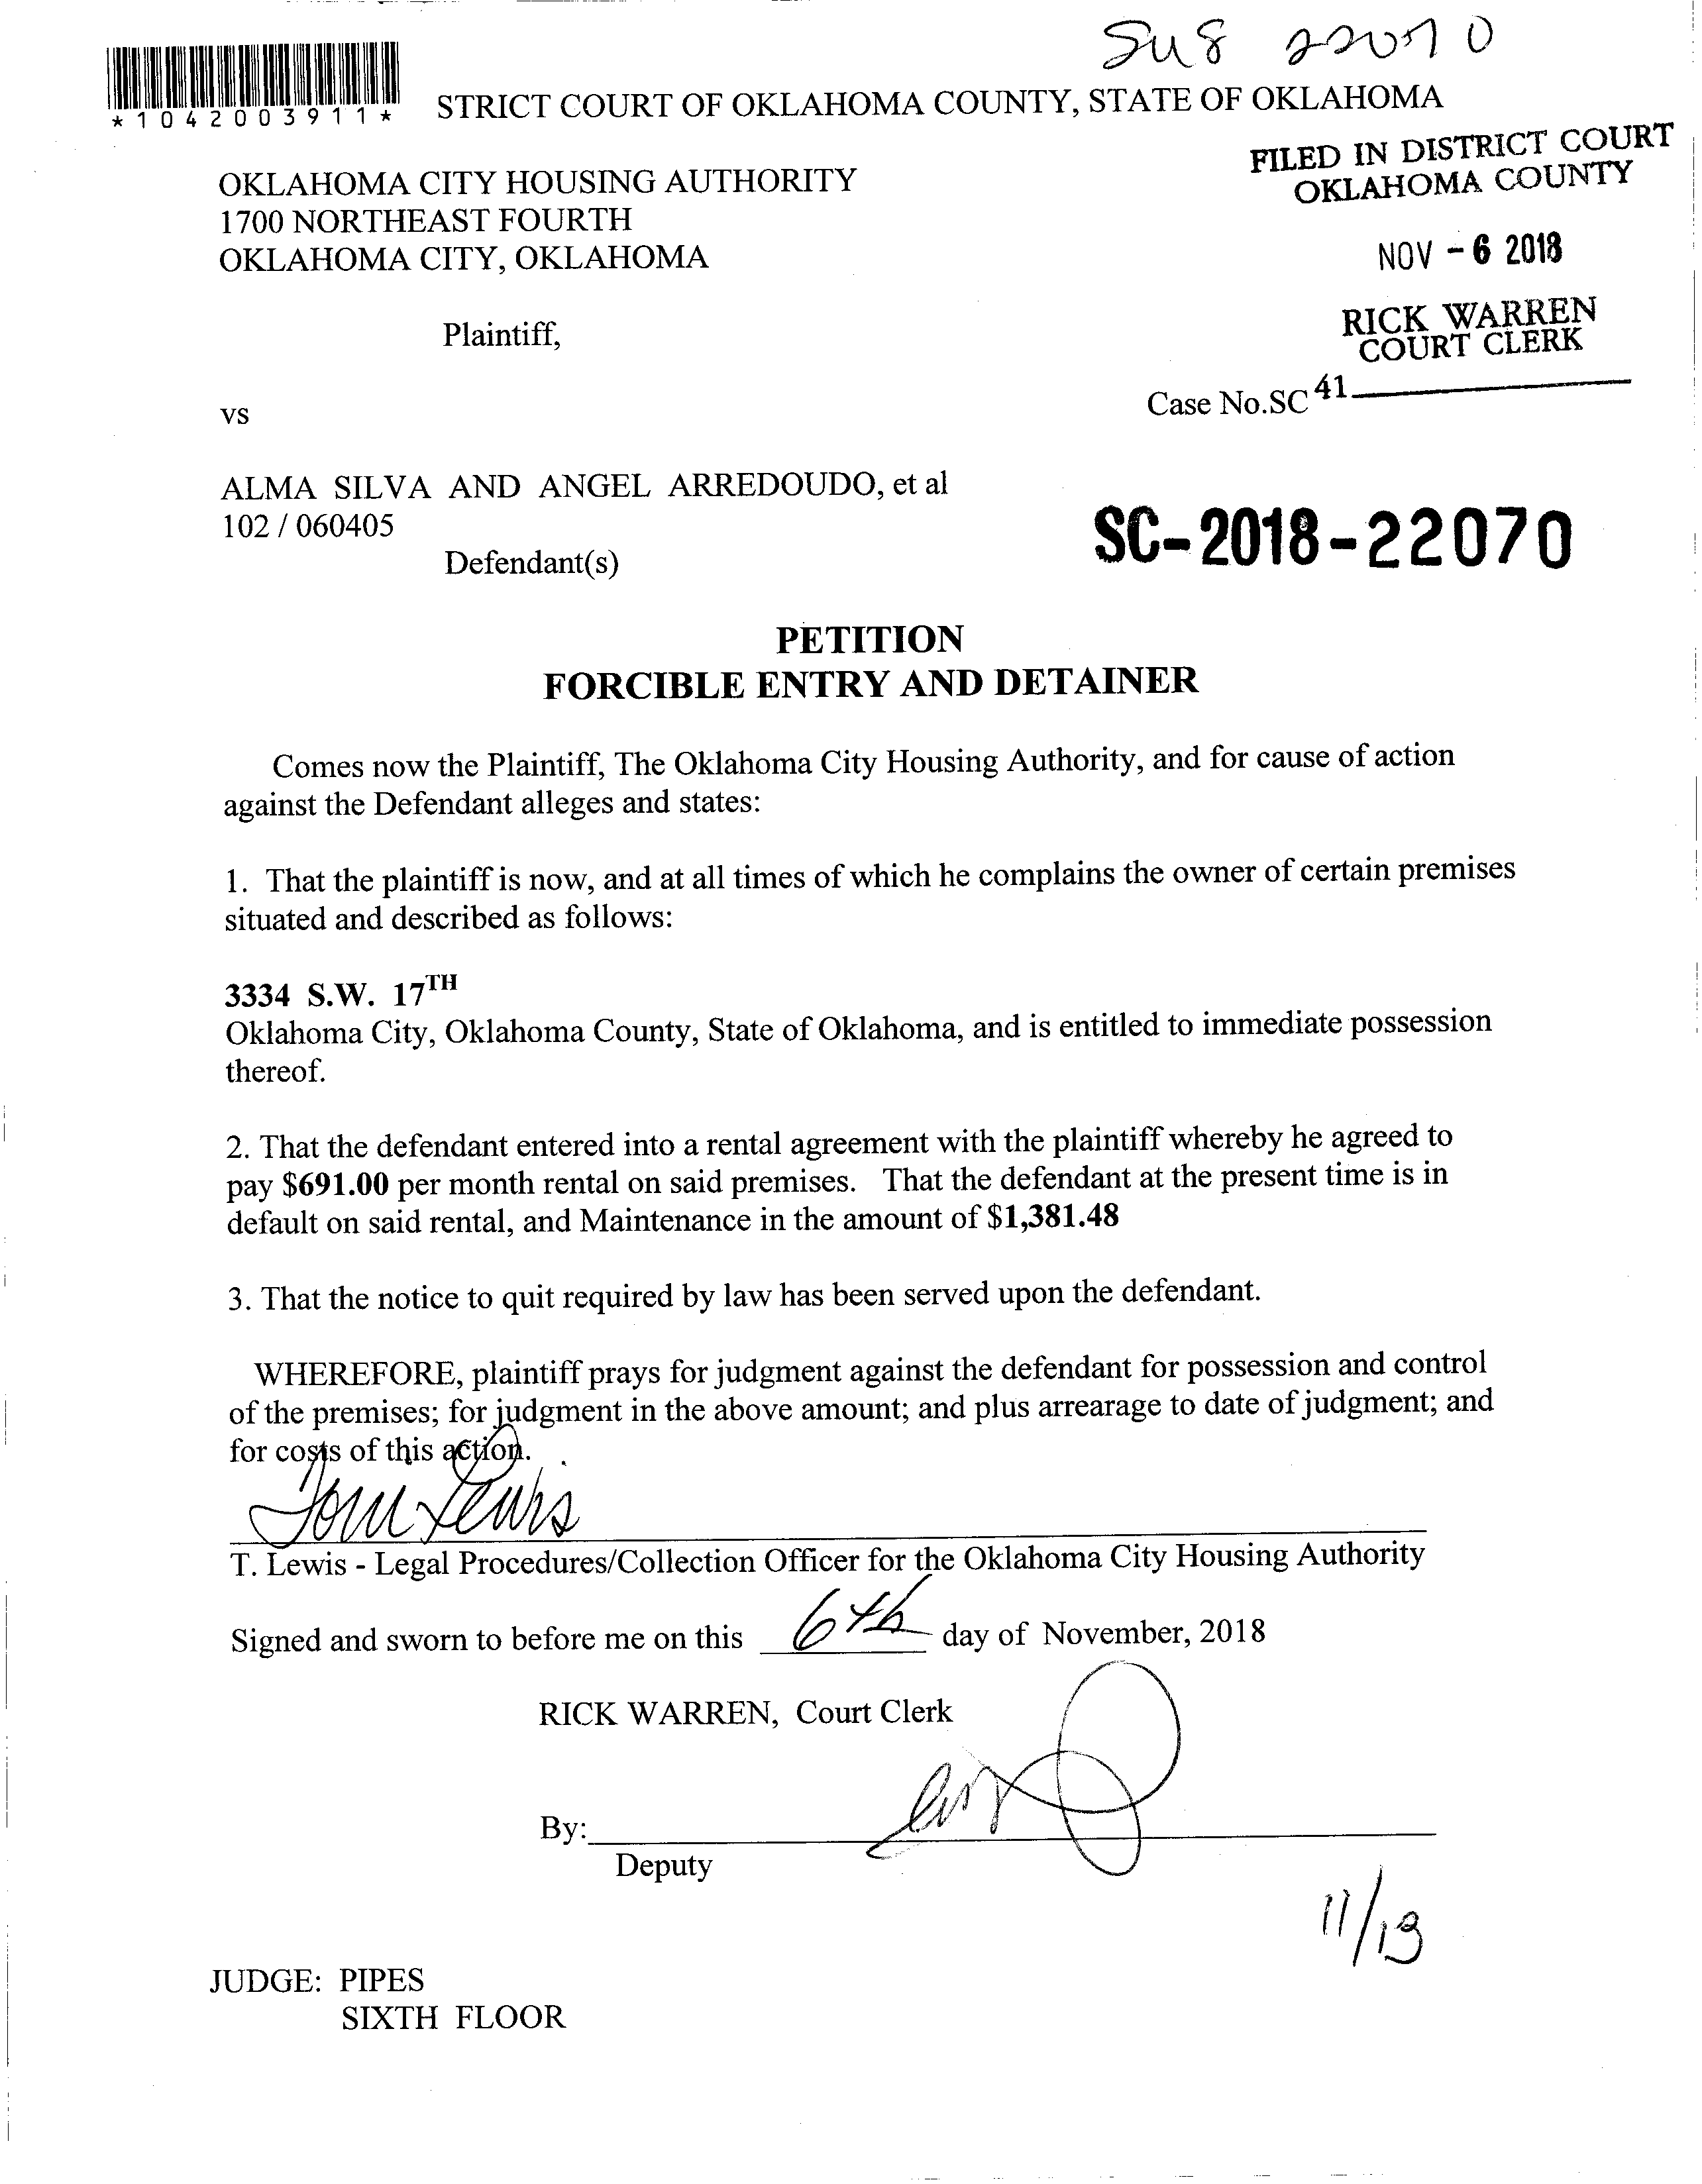 SU8 22070
*1042003911*
STRICT COURT OF OKLAHOMA COUNTY, STATE OF OKLAHOMA
FILED IN DISTRICT COURT
OKLAHOMA COUNTY
OKLAHOMA CITY HOUSING AUTHORITY
1700 NORTHEAST FOURTH
OKLAHOMA CITY, OKLAHOMA
NOV - 6 2018
RICK WARREN
COURT CLERK
Plaintiff,
41
Case No.SC
vs
ALMA SILVA AND ANGEL ARREDOUDO, et al
102 / 060405
Defendant(s)
SC-2018-22070
PETITION
FORCIBLE ENTRY AND DETAINER
Comes now the Plaintiff, The Oklahoma City Housing Authority, and for cause of action
against the Defendant alleges and states:
1. That the plaintiff is now, and at all times of which he complains the owner of certain premises
situated and described as follows:
3334 S.W. 17TH
Oklahoma City, Oklahoma County, State of Oklahoma, and is entitled to immediate possession
thereof.
2. That the defendant entered into a rental agreement with the plaintiff whereby he agreed to
pay $691.00 per month rental on said premises. That the defendant at the present time is in
default on said rental, and Maintenance in the amount of $1,381.48
3. That the notice to quit required by law has been served upon the defendant.
WHEREFORE, plaintiff prays for judgment against the defendant for possession and control
of the premises; for judgment in the above amount; and plus arrearage to date of judgment; and
for costs of this action.
Tom Lewis
T. Lewis - Legal Procedures/Collection Officer for the Oklahoma City Housing Authority
Signed and sworn to before me on this 6th day of November, 2018
RICK WARREN, Court Clerk
By:
Deputy
11/13
JUDGE: PIPES
SIXTH FLOOR